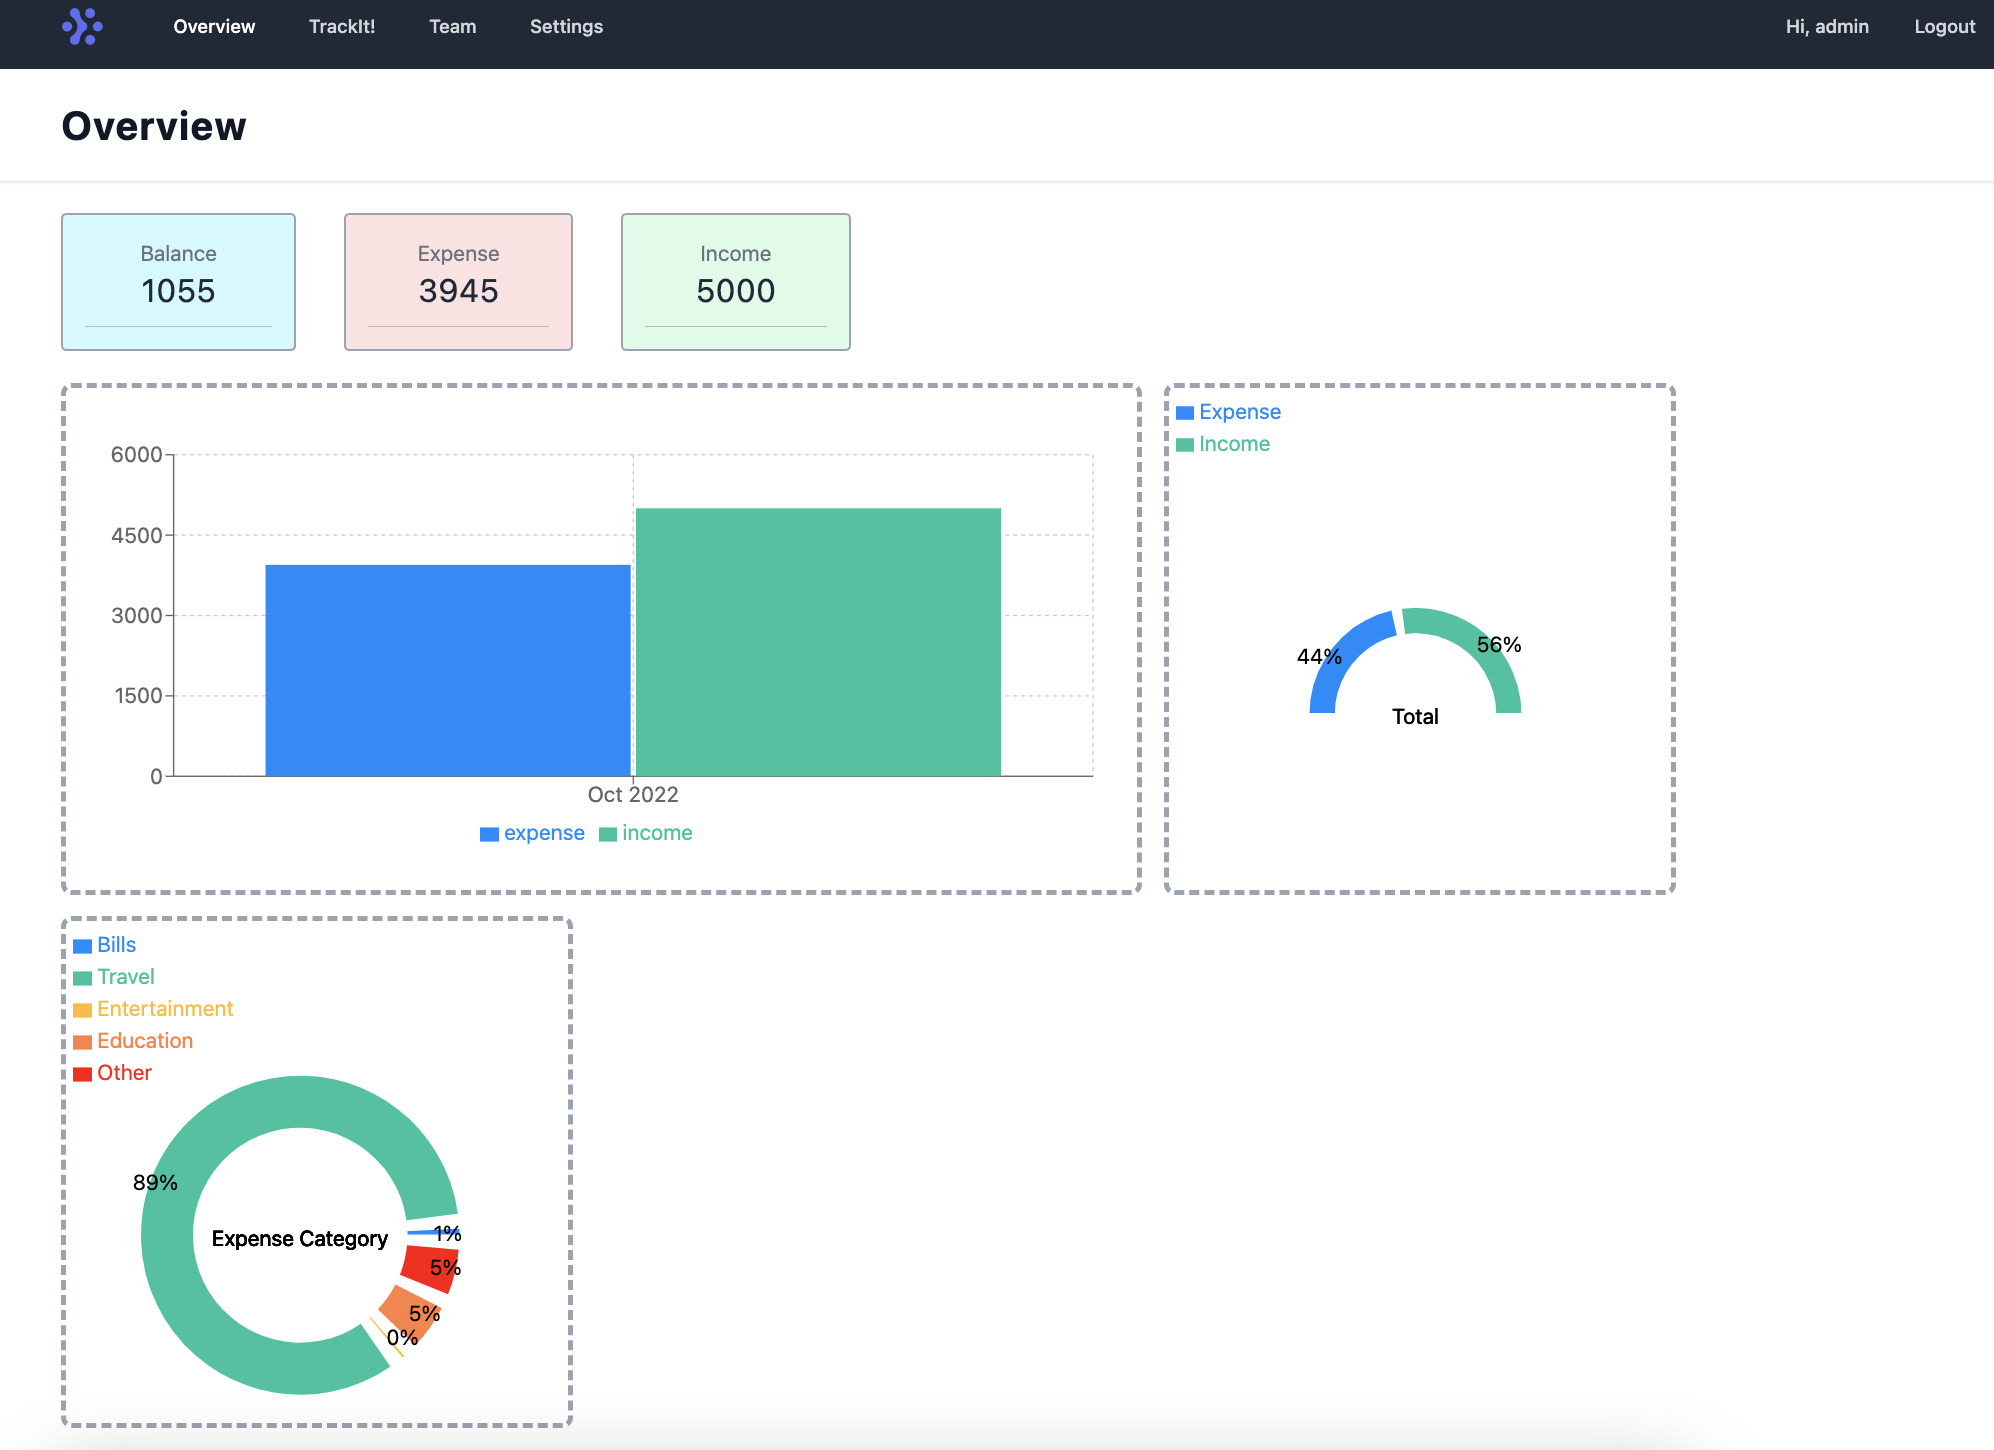 Overview TrackIt! Team Settings Hi, admin Logout
Overview
Balance
1055
Expense
3945
Income
5000
6000
4500
3000
1500
0
Oct 2022
expense income
Expense
Income
44%
56%
Total
Bills
Travel
Entertainment
Education
Other
89%
Expense Category
1%
5%
5%
0%